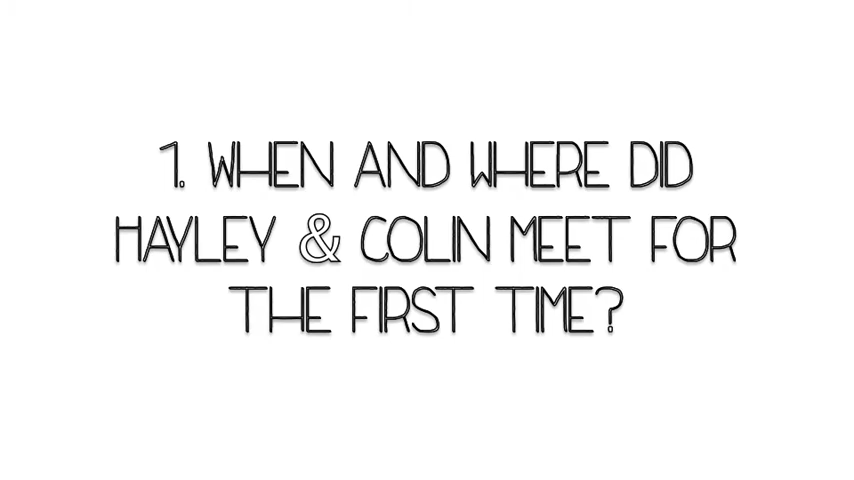 1. WHEN AND WHERE DID
HAYLEY & COLIN MEET FOR
THE FIRST TIME?